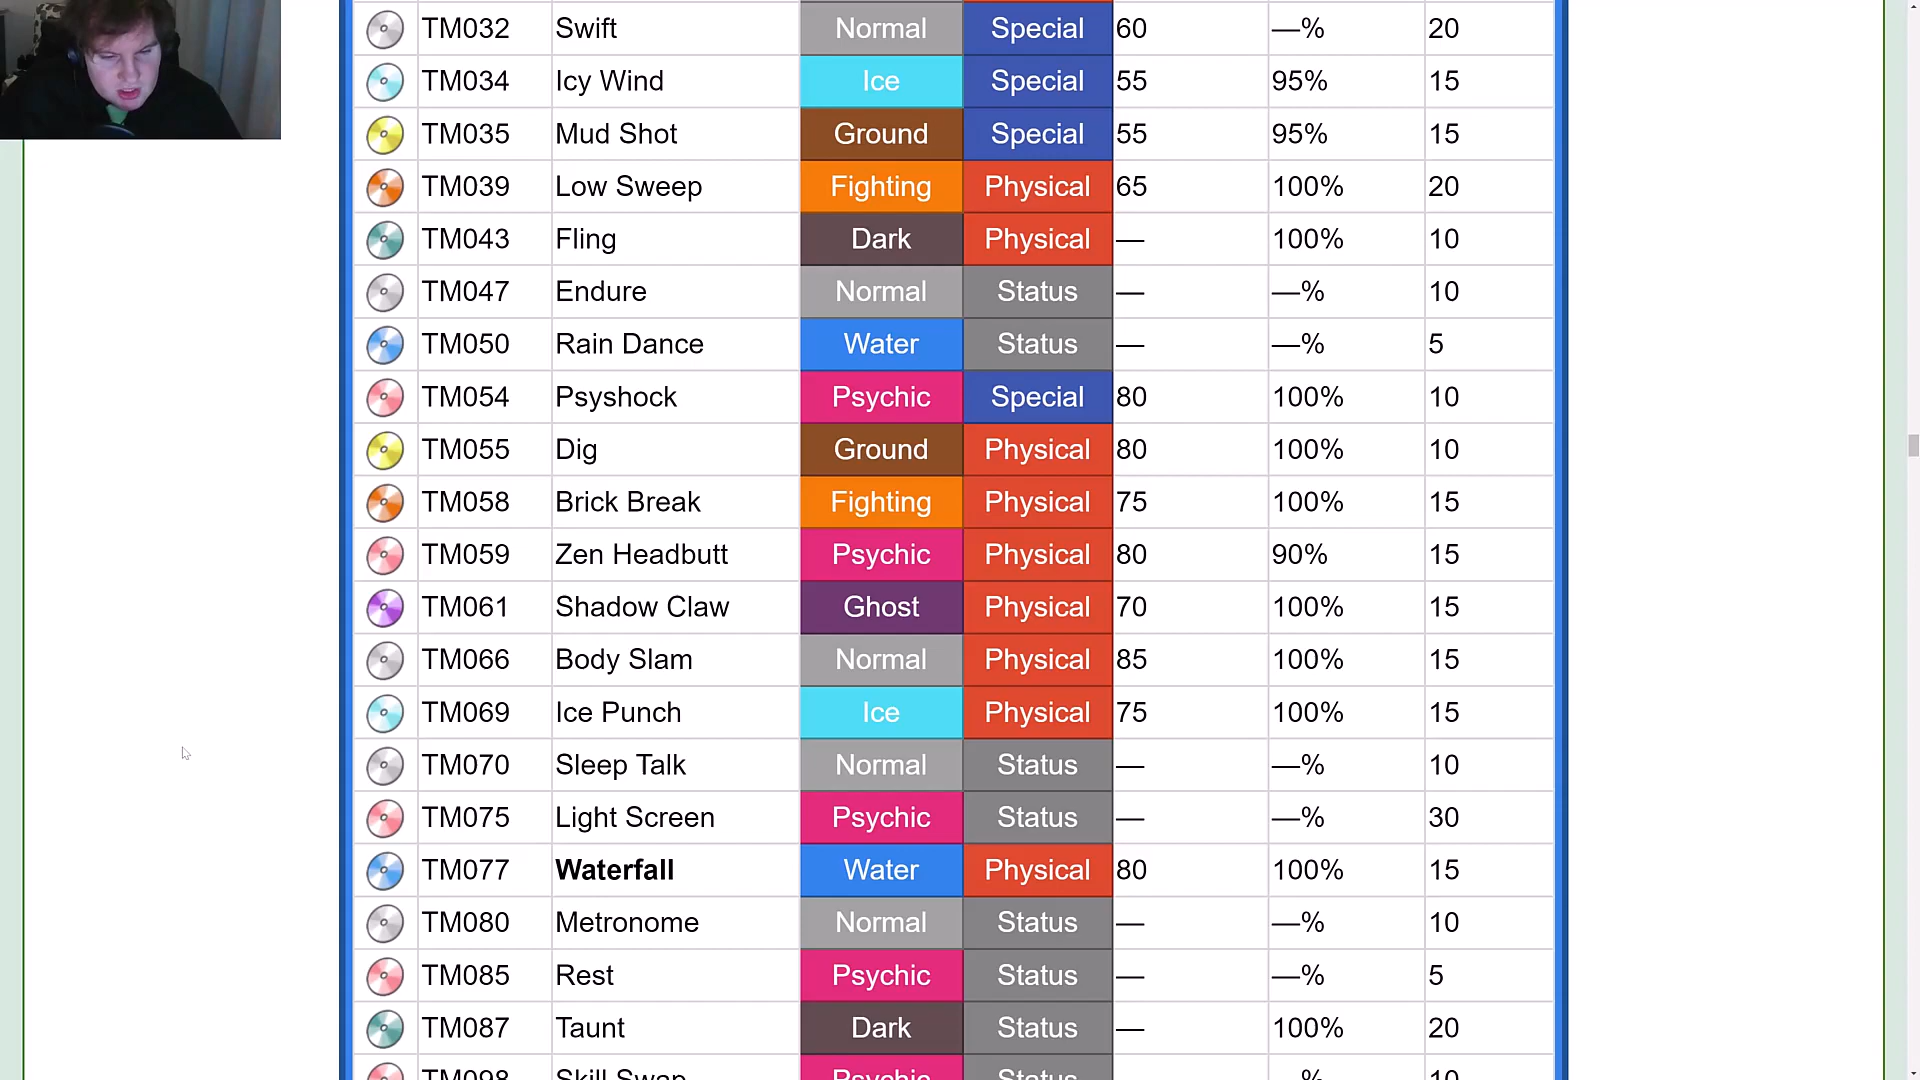 TM032 Swift Normal Special 60 —% 20
TM034 Icy Wind Ice Special 55 95% 15
TM035 Mud Shot Ground Special 55 95% 15
TM039 Low Sweep Fighting Physical 65 100% 20
TM043 Fling Dark Physical — 100% 10
TM047 Endure Normal Status — —% 10
TM050 Rain Dance Water Status — —% 5
TM054 Psyshock Psychic Special 80 100% 10
TM055 Dig Ground Physical 80 100% 10
TM058 Brick Break Fighting Physical 75 100% 15
TM059 Zen Headbutt Psychic Physical 80 90% 15
TM061 Shadow Claw Ghost Physical 70 100% 15
TM066 Body Slam Normal Physical 85 100% 15
TM069 Ice Punch Ice Physical 75 100% 15
TM070 Sleep Talk Normal Status — —% 10
TM075 Light Screen Psychic Status — —% 30
TM077 Waterfall Water Physical 80 100% 15
TM080 Metronome Normal Status — —% 10
TM085 Rest Psychic Status — —% 5
TM087 Taunt Dark Status — 100% 20
TM098 Skill Swap Psychic Status —% 10